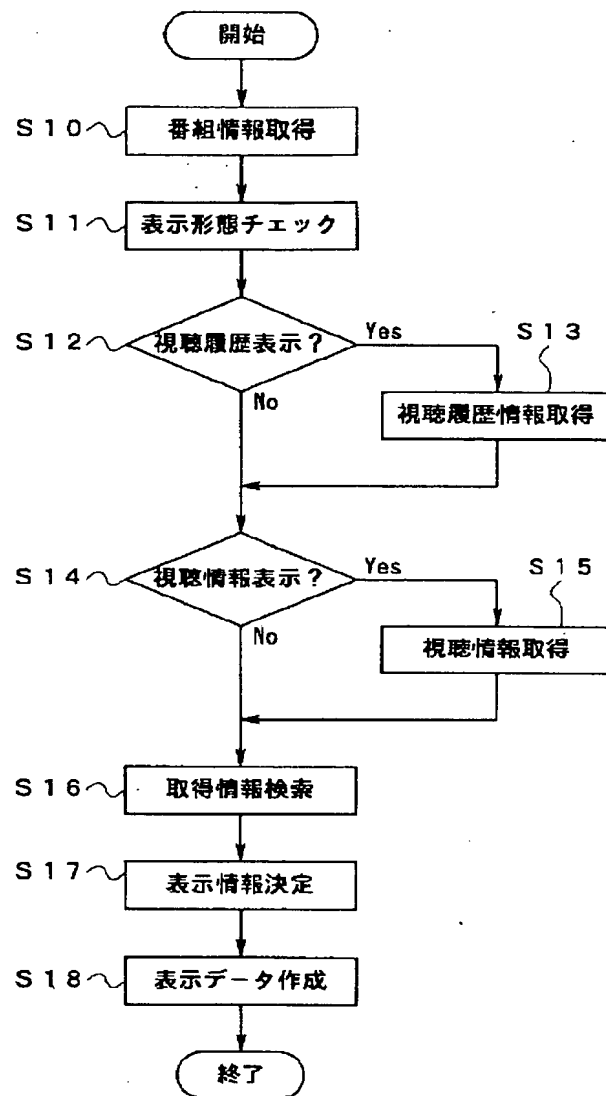 開始
S10 番組情報取得
S11 表示形態チェック
S12 視聴履歴表示? Yes S13
No
視聴履歴情報取得
S14 視聴情報表示? Yes S15
No
視聴情報取得
S16 取得情報検索
S17 表示情報決定
S18 表示データ作成
終了